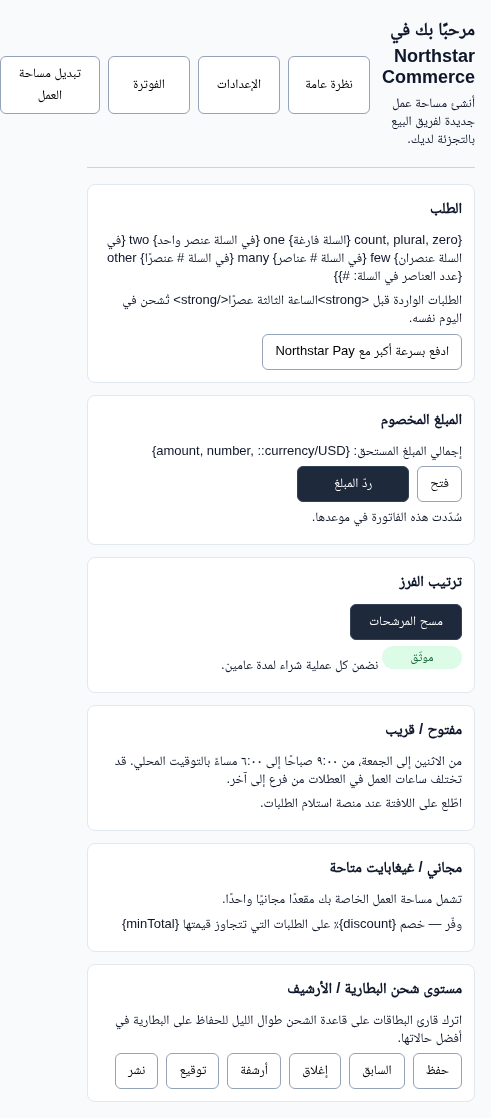 مرحبًا بك في
Northstar
Commerce
أنشئ مساحة عمل
جديدة لفريق البيع
بالتجزئة لديك.
نظرة عامة
الإعدادات
الفوترة
تبديل مساحة
العمل
الطلب
{count, plural, zero {السلة فارغة} one {في السلة عنصر واحد} two {في
السلة عنصران} few {في السلة # عناصر} many {في السلة # عنصرًا} other
{عدد العناصر في السلة: #}}
الطلبات الواردة قبل <strong>الساعة الثالثة عصرًا</strong> تُشحن في
اليوم نفسه.
ادفع بسرعة أكبر مع Northstar Pay
المبلغ المخصوم
إجمالي المبلغ المستحق: {amount, number, ::currency/USD}
فتح
ردّ المبلغ
سُدّدت هذه الفاتورة في موعدها.
ترتيب الفرز
مسح المرشحات
موثّق
نضمن كل عملية شراء لمدة عامين.
مفتوح / قريب
من الاثنين إلى الجمعة، من ٩:٠٠ صباحًا إلى ٦:٠٠ مساءً بالتوقيت المحلي. قد
تختلف ساعات العمل في العطلات من فرع إلى آخر.
اطّلع على اللافتة عند منصة استلام الطلبات.
مجاني / غيغابايت متاحة
تشمل مساحة العمل الخاصة بك مقعدًا مجانيًا واحدًا.
وفّر — خصم {discount}٪ على الطلبات التي تتجاوز قيمتها {minTotal}
مستوى شحن البطارية / الأرشيف
اترك قارئ البطاقات على قاعدة الشحن طوال الليل للحفاظ على البطارية في
أفضل حالاتها.
حفظ
السابق
إغلاق
أرشفة
توقيع
نشر